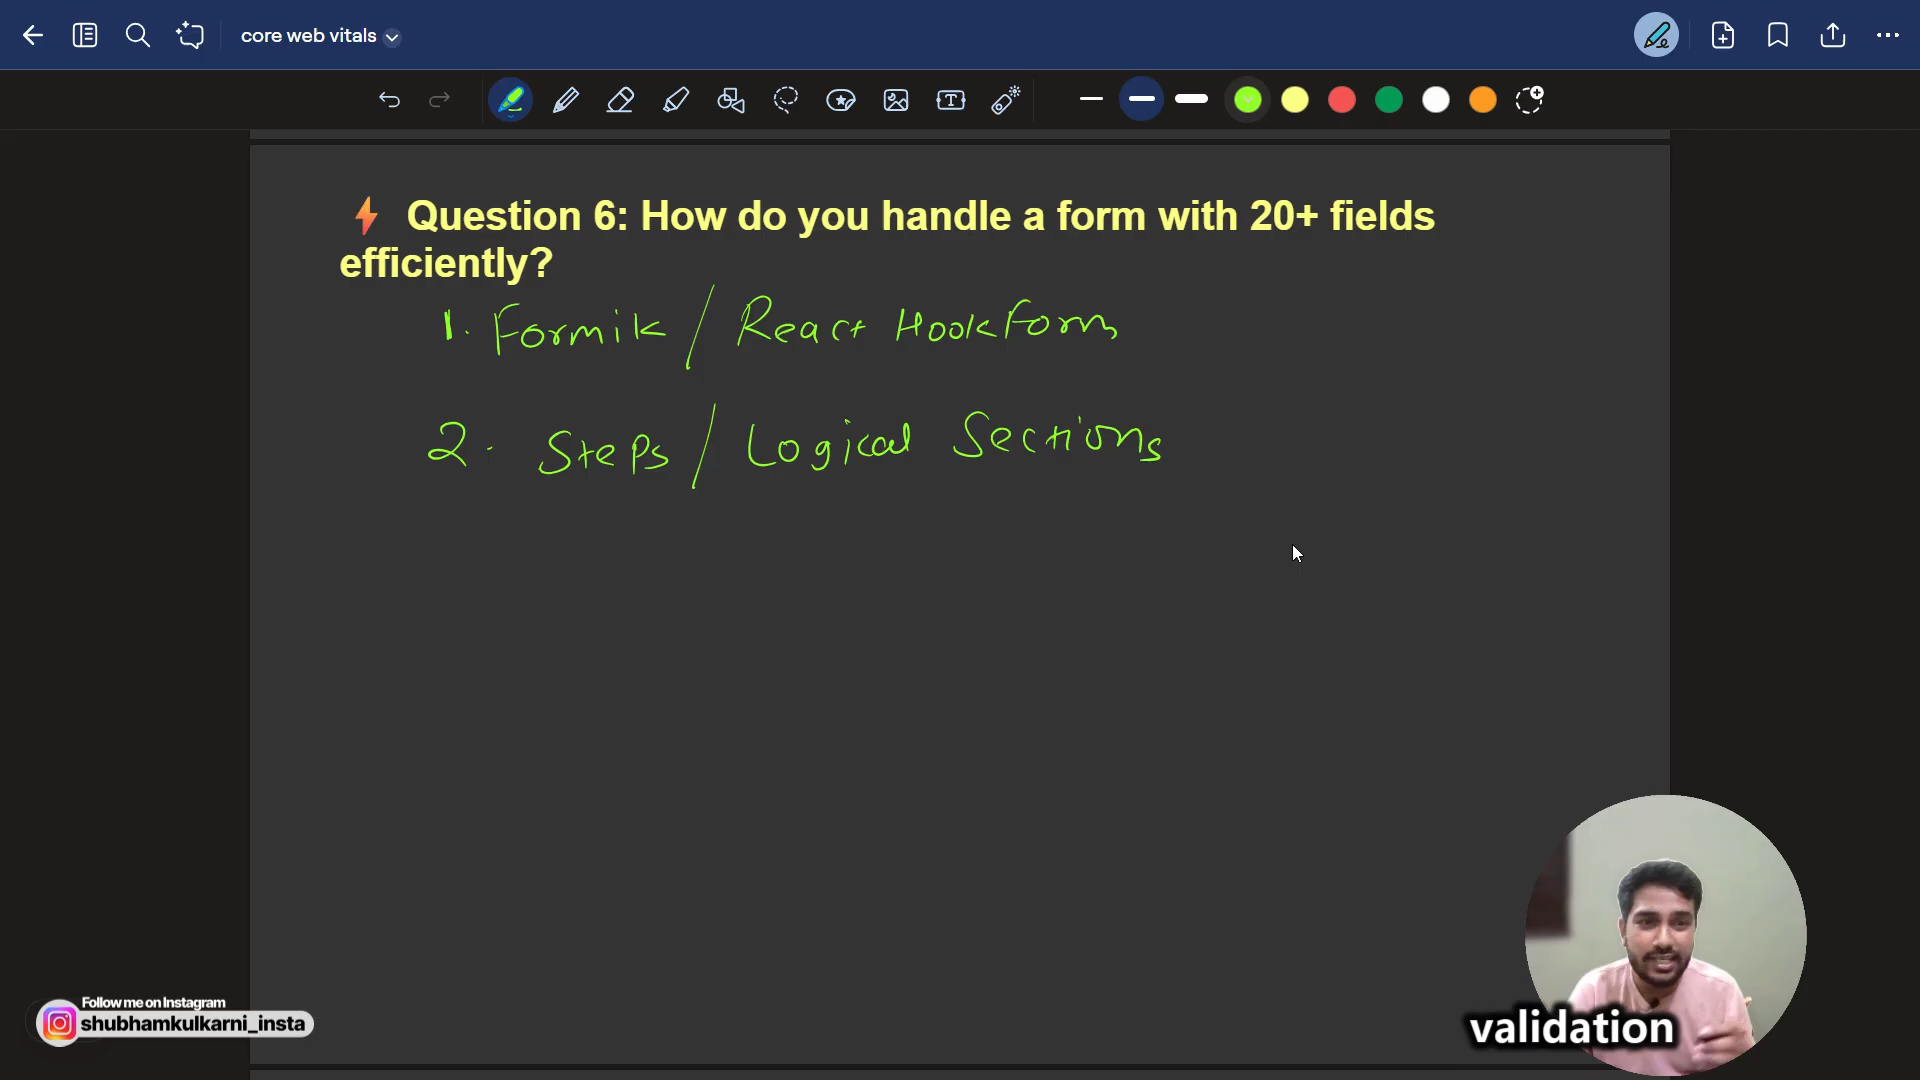 core web vitals
⚡ Question 6: How do you handle a form with 20+ fields
efficiently?
1. Formik / React Hook Form
2. Steps / Logical Sections
Follow me on Instagram
shubhamkulkarni_insta
validation